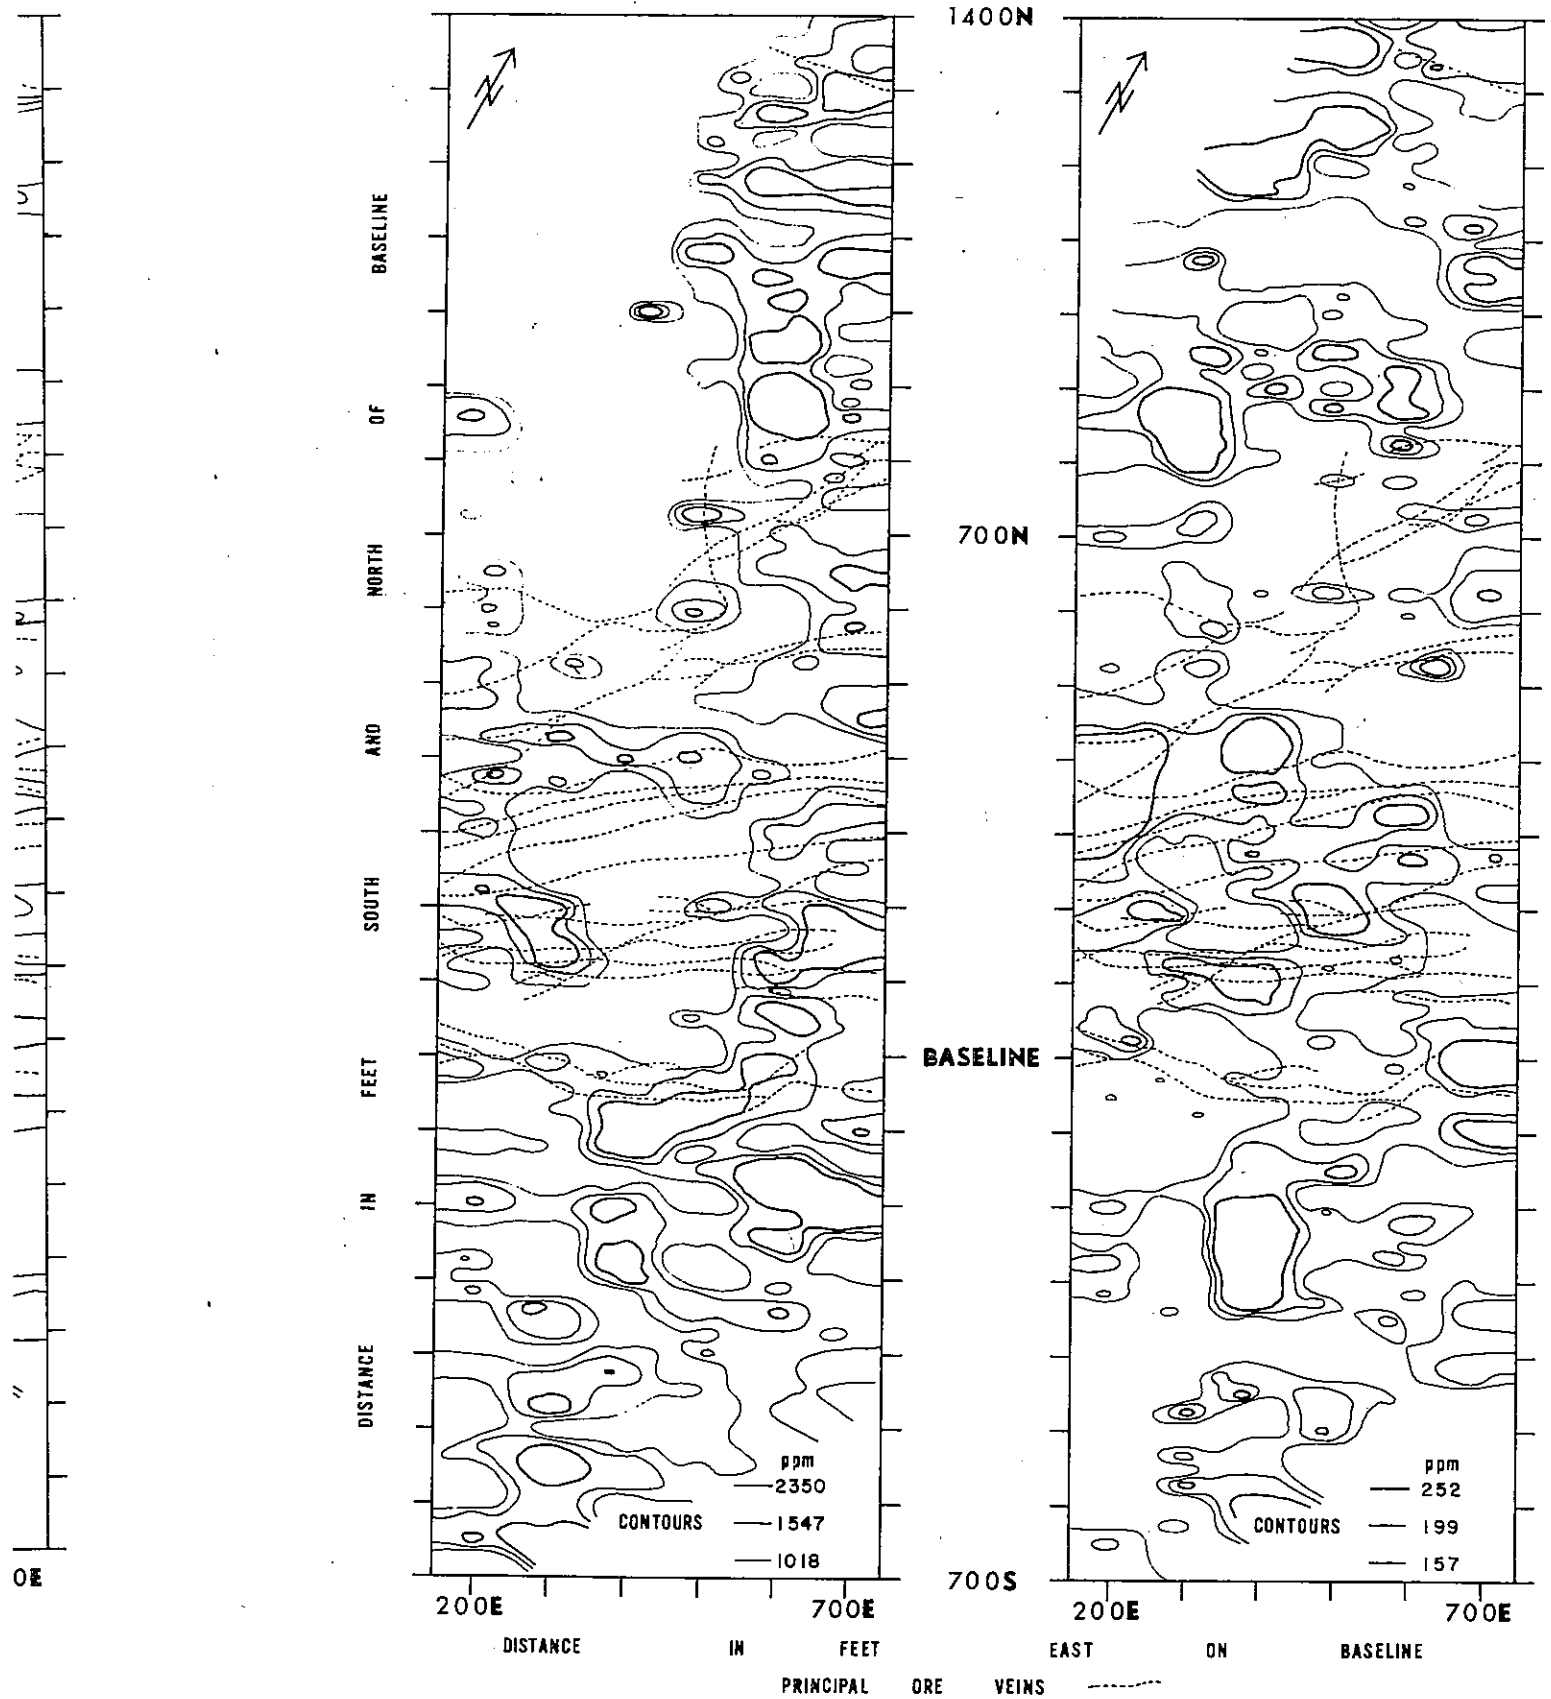 1400N
N
N
DISTANCE IN FEET SOUTH AND NORTH OF BASELINE
700N
BASELINE
ppm
2350
CONTOURS 1547
1018
ppm
252
CONTOURS 199
157
700S
200E 700E
200E 700E
DISTANCE IN FEET EAST ON BASELINE
PRINCIPAL ORE VEINS